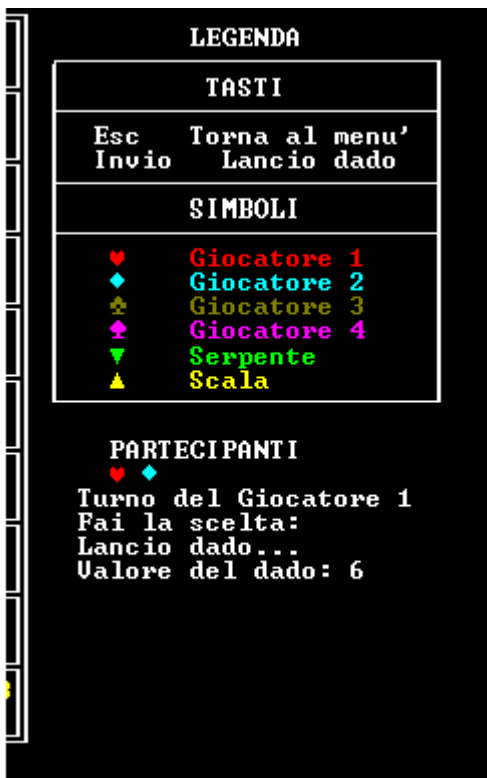 LEGENDA
TASTI
Esc Torna al menu'
Invio Lancio dado
SIMBOLI
♥ Giocatore 1
♦ Giocatore 2
♣ Giocatore 3
♠ Giocatore 4
▼ Serpente
▲ Scala
PARTECIPANTI
♥ ♦
Turno del Giocatore 1
Fai la scelta:
Lancio dado...
Valore del dado: 6